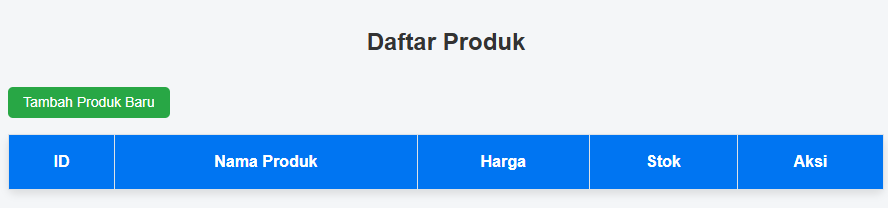 Daftar Produk
Tambah Produk Baru
ID Nama Produk Harga Stok Aksi